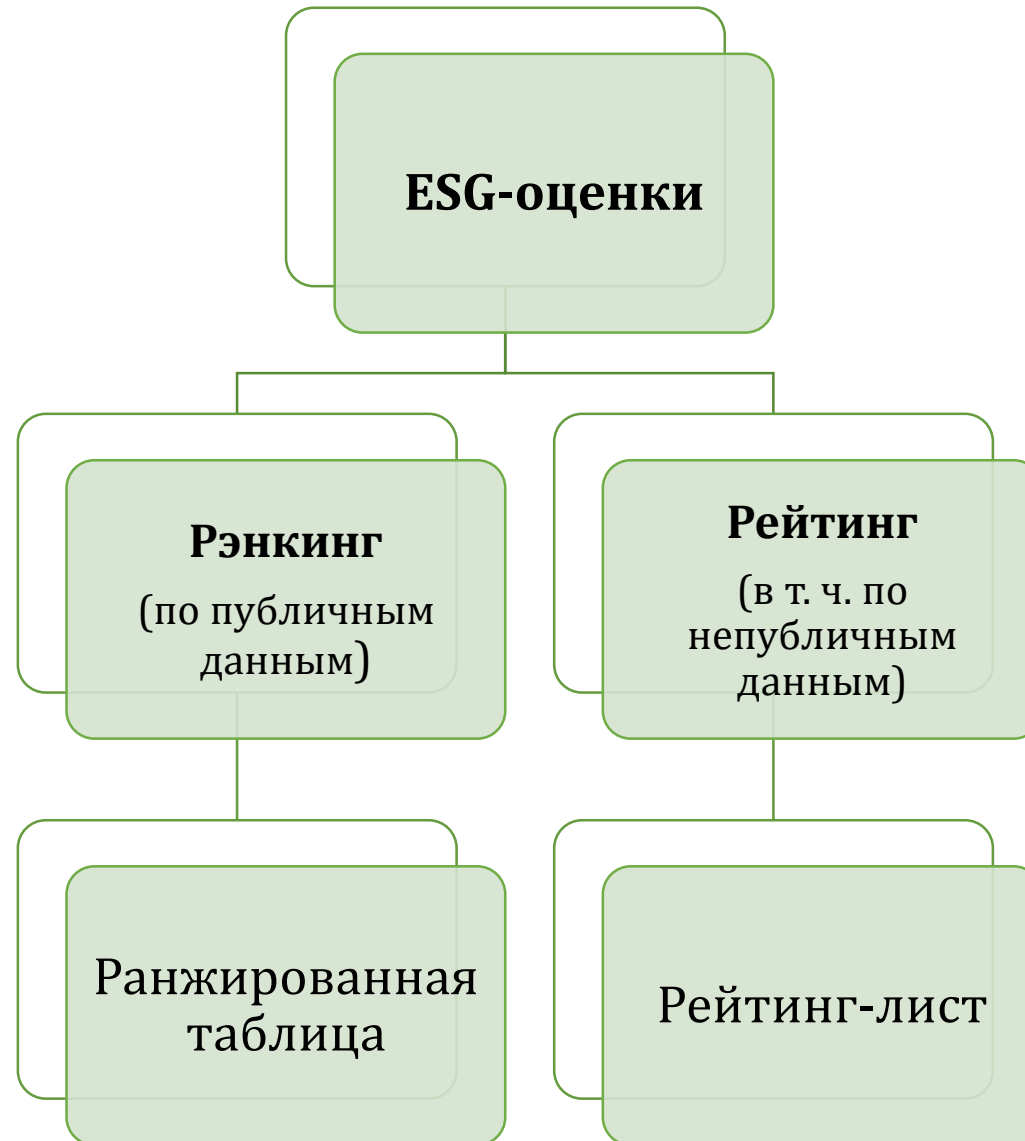 ESG-оценки
Рэнкинг
(по публичным
данным)
Рейтинг
(в т. ч. по
непубличным
данным)
Ранжированная
таблица
Рейтинг-лист